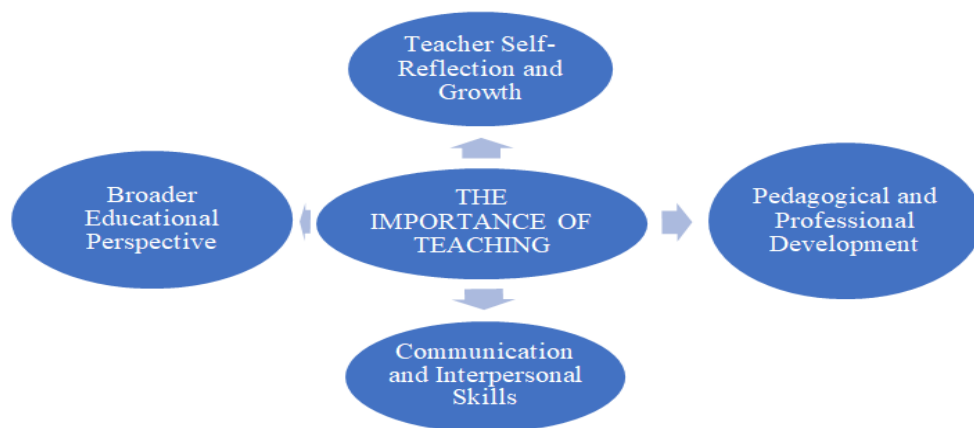 Teacher Self-
Reflection and
Growth
Broader
Educational
Perspective
THE
IMPORTANCE OF
TEACHING
Pedagogical and
Professional
Development
Communication
and Interpersonal
Skills